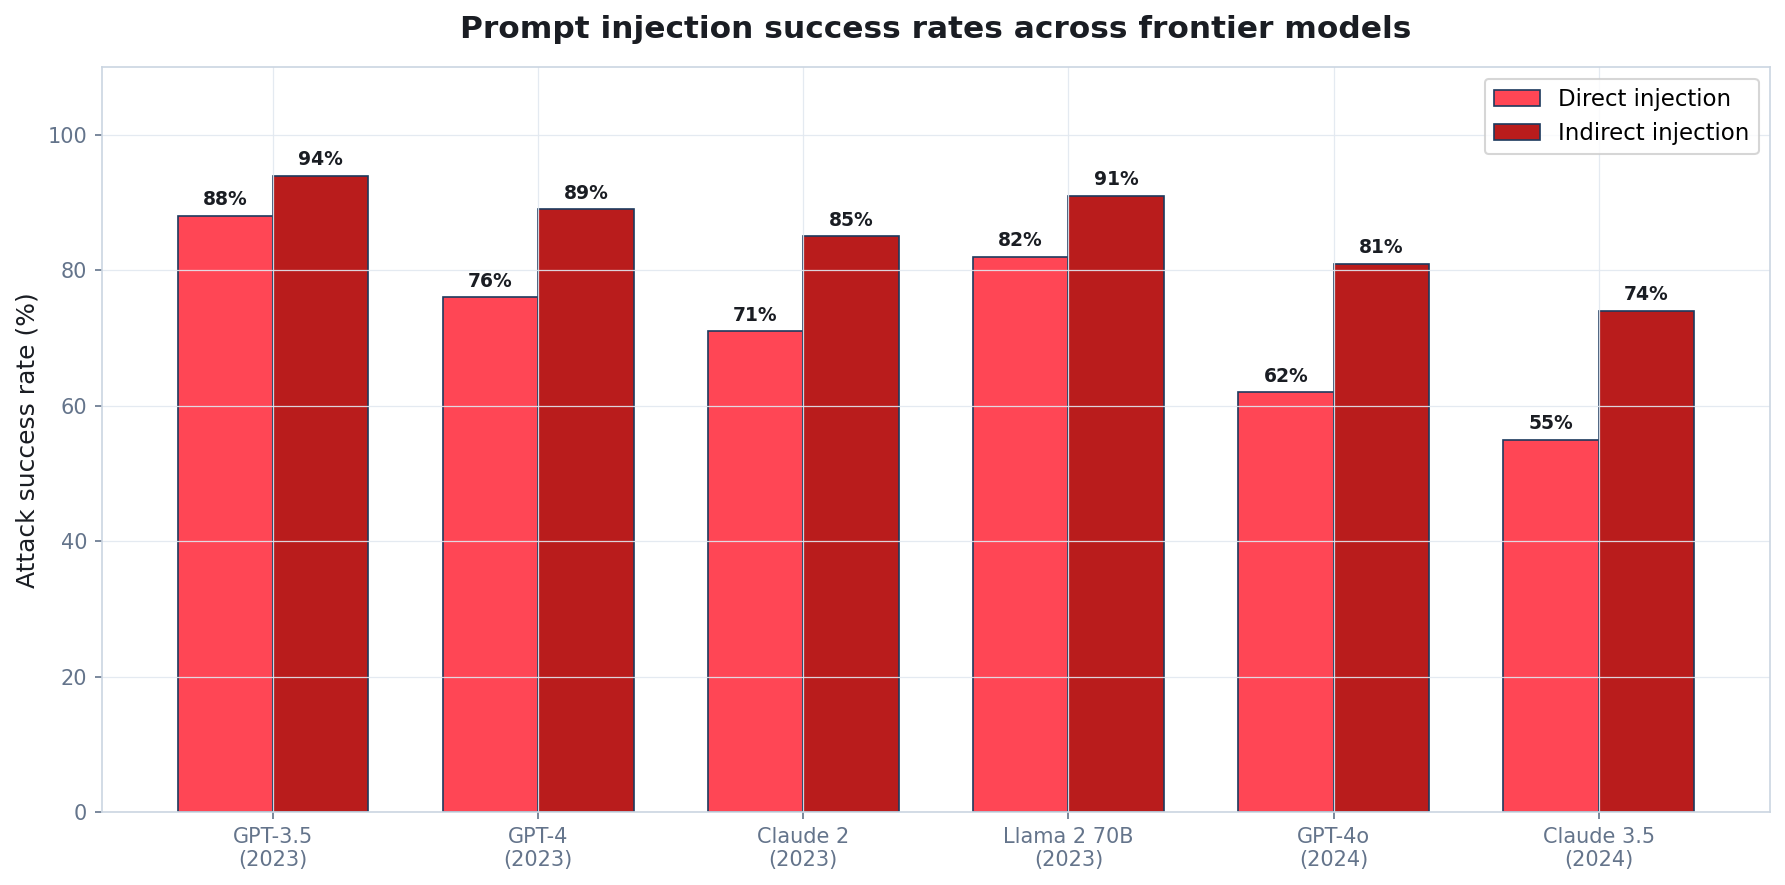 Prompt injection success rates across frontier models
Direct injection
Indirect injection
Attack success rate (%)
100
80
60
40
20
0
88%
94%
76%
89%
71%
85%
82%
91%
62%
81%
55%
74%
GPT-3.5
(2023)
GPT-4
(2023)
Claude 2
(2023)
Llama 2 70B
(2023)
GPT-4o
(2024)
Claude 3.5
(2024)